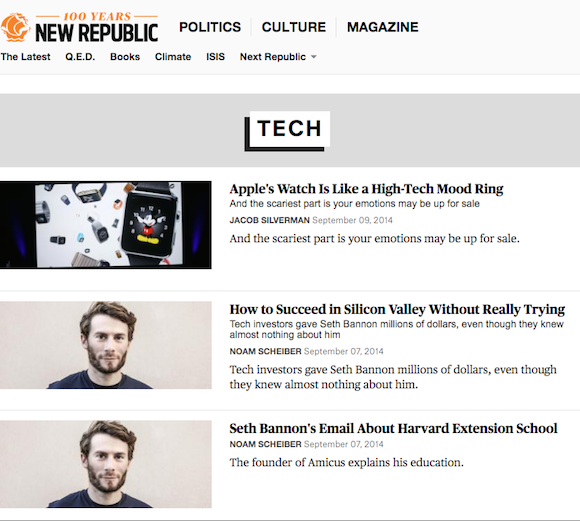 100 YEARS
NEW REPUBLIC
POLITICS CULTURE MAGAZINE
The Latest Q.E.D. Books Climate ISIS Next Republic
TECH
Apple's Watch Is Like a High-Tech Mood Ring
And the scariest part is your emotions may be up for sale
JACOB SILVERMAN September 09, 2014
And the scariest part is your emotions may be up for sale.
How to Succeed in Silicon Valley Without Really Trying
Tech investors gave Seth Bannon millions of dollars, even though they knew
almost nothing about him
NOAM SCHEIBER September 07, 2014
Tech investors gave Seth Bannon millions of dollars, even though
they knew almost nothing about him.
Seth Bannon's Email About Harvard Extension School
NOAM SCHEIBER September 07, 2014
The founder of Amicus explains his education.